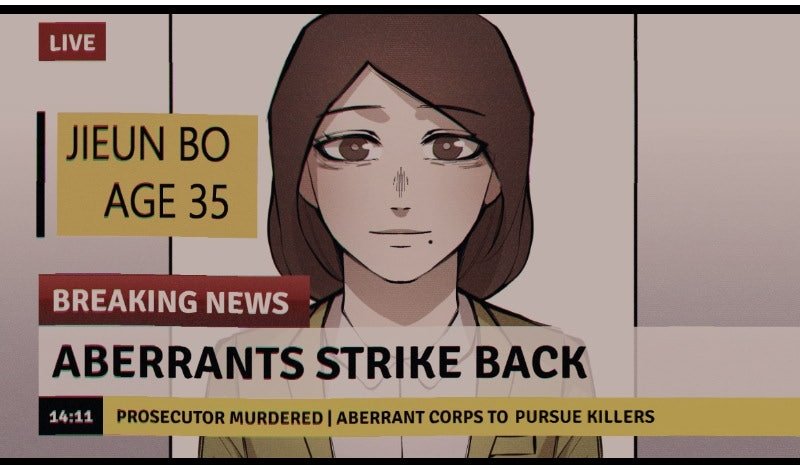 LIVE
JIEUN BO
AGE 35
BREAKING NEWS
ABERRANTS STRIKE BACK
14:11 PROSECUTOR MURDERED | ABERRANT CORPS TO PURSUE KILLERS